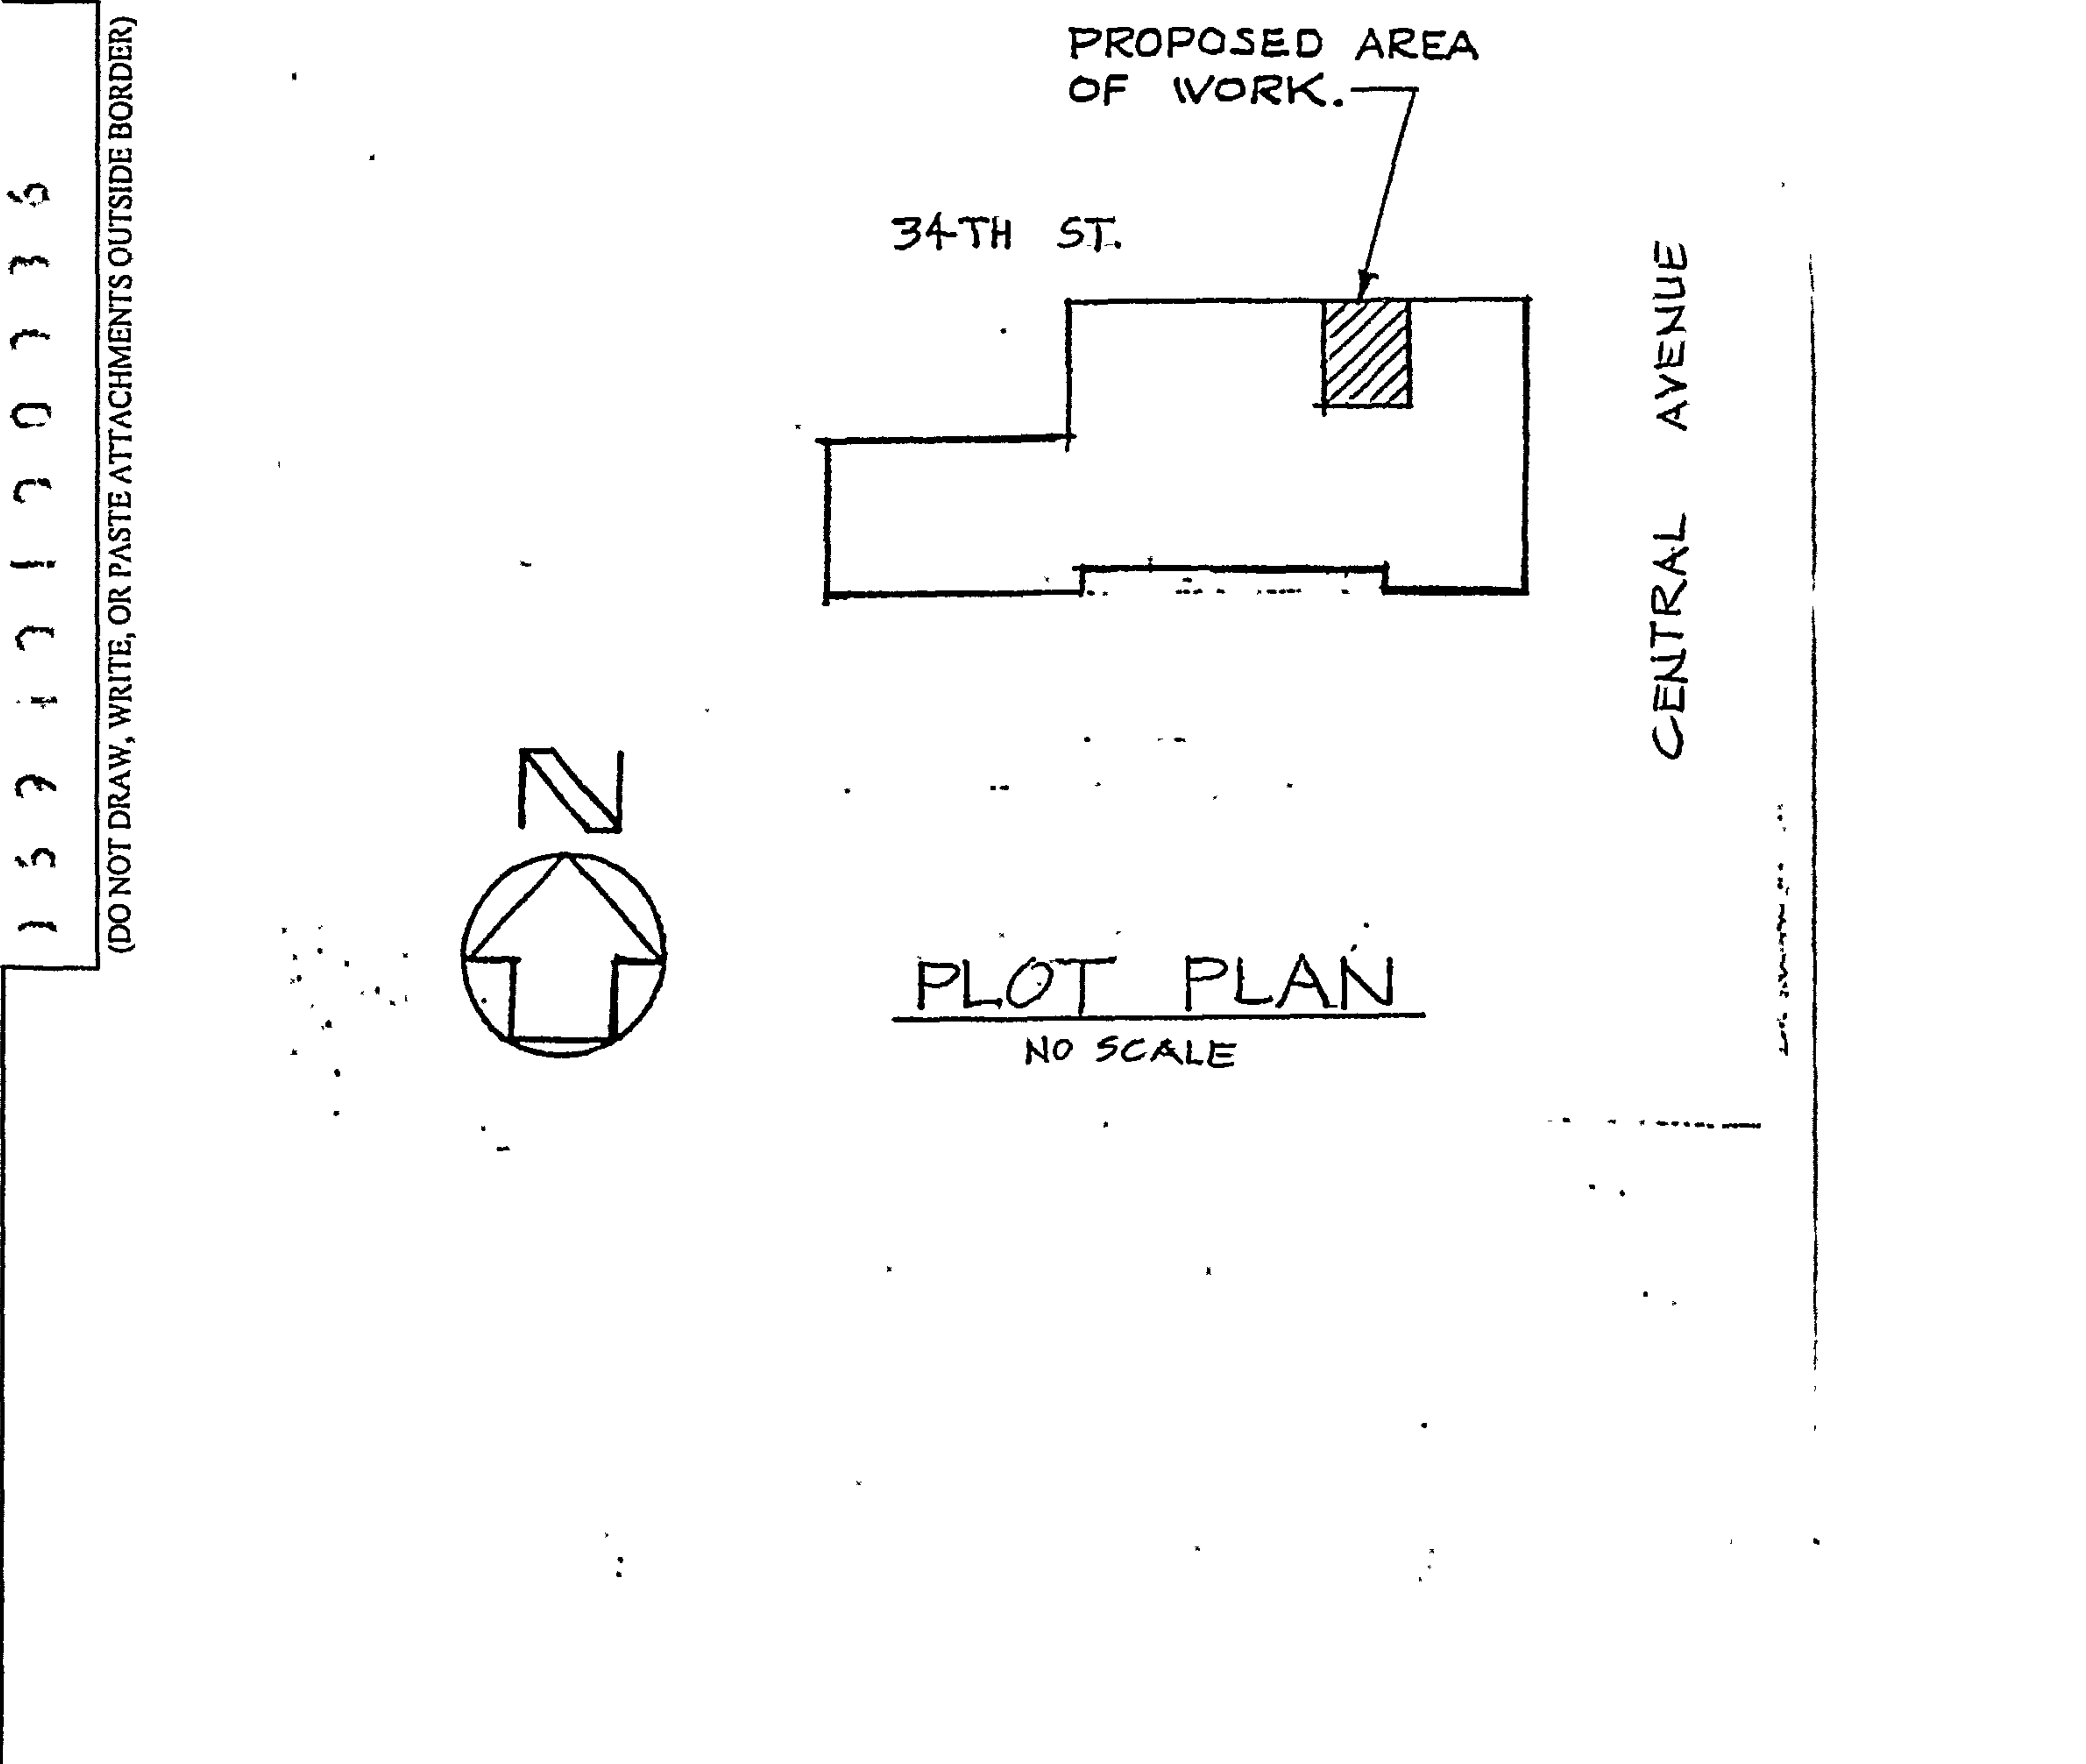 PROPOSED AREA
OF WORK.
34TH ST.
CENTRAL AVENUE
N
PLOT PLAN
NO SCALE
(DO NOT DRAW, WRITE, OR PASTE ATTACHMENTS OUTSIDE BORDER)